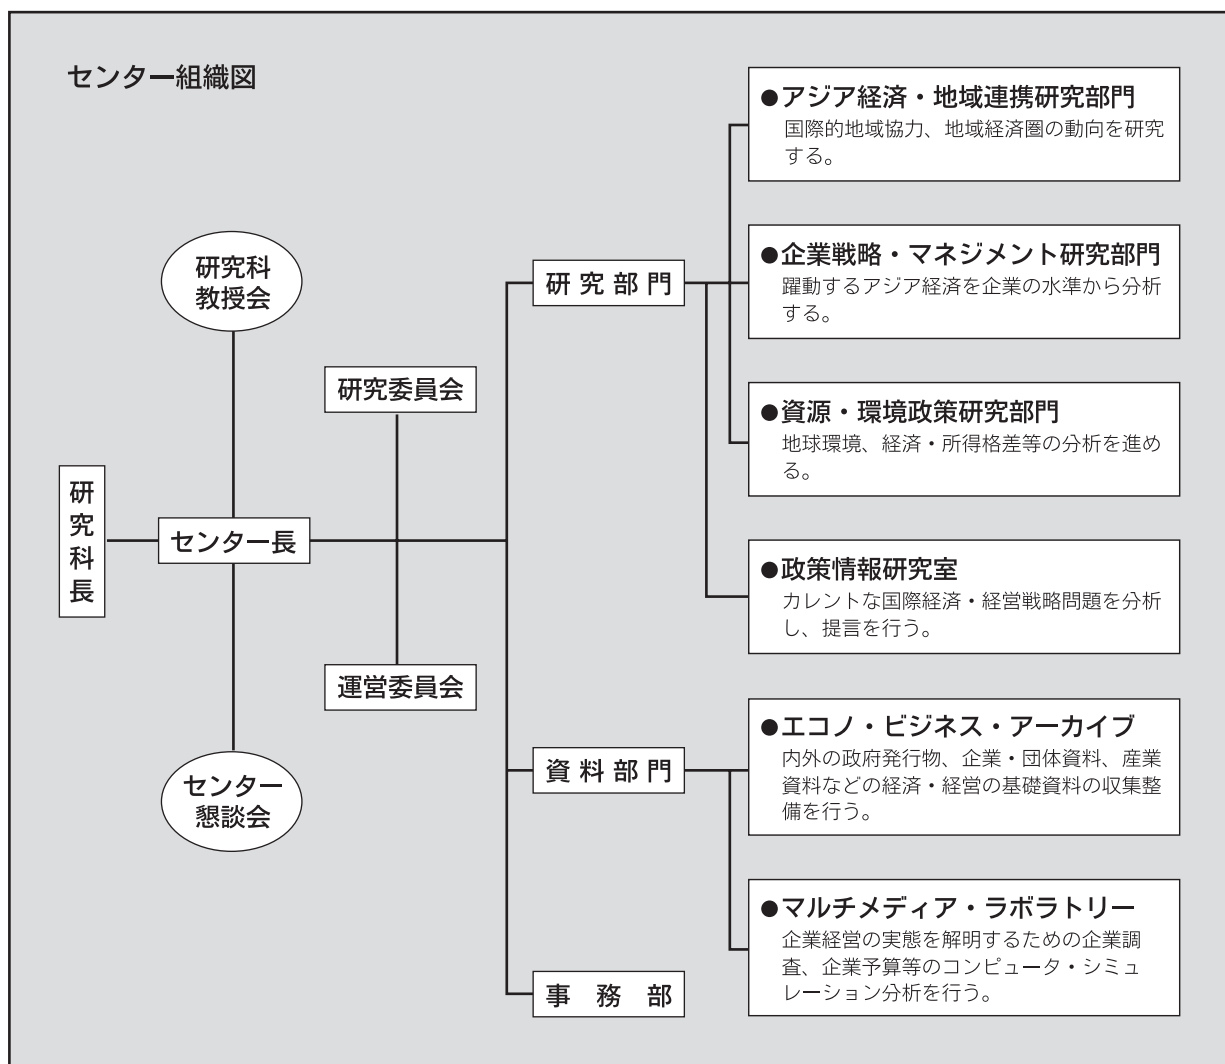 センター組織図
研究科
教授会
研究委員会
研究科長
センター長
運営委員会
センター
懇談会
研究部門
資料部門
事務部
●アジア経済・地域連携研究部門
国際的地域協力、地域経済圏の動向を研究
する。
●企業戦略・マネジメント研究部門
躍動するアジア経済を企業の水準から分析
する。
●資源・環境政策研究部門
地球環境、経済・所得格差等の分析を進め
る。
●政策情報研究室
カレントな国際経済・経営戦略問題を分析
し、提言を行う。
●エコノ・ビジネス・アーカイブ
内外の政府発行物、企業・団体資料、産業
資料などの経済・経営の基礎資料の収集整
備を行う。
●マルチメディア・ラボラトリー
企業経営の実態を解明するための企業調
査、企業予算等のコンピュータ・シミュ
レーション分析を行う。